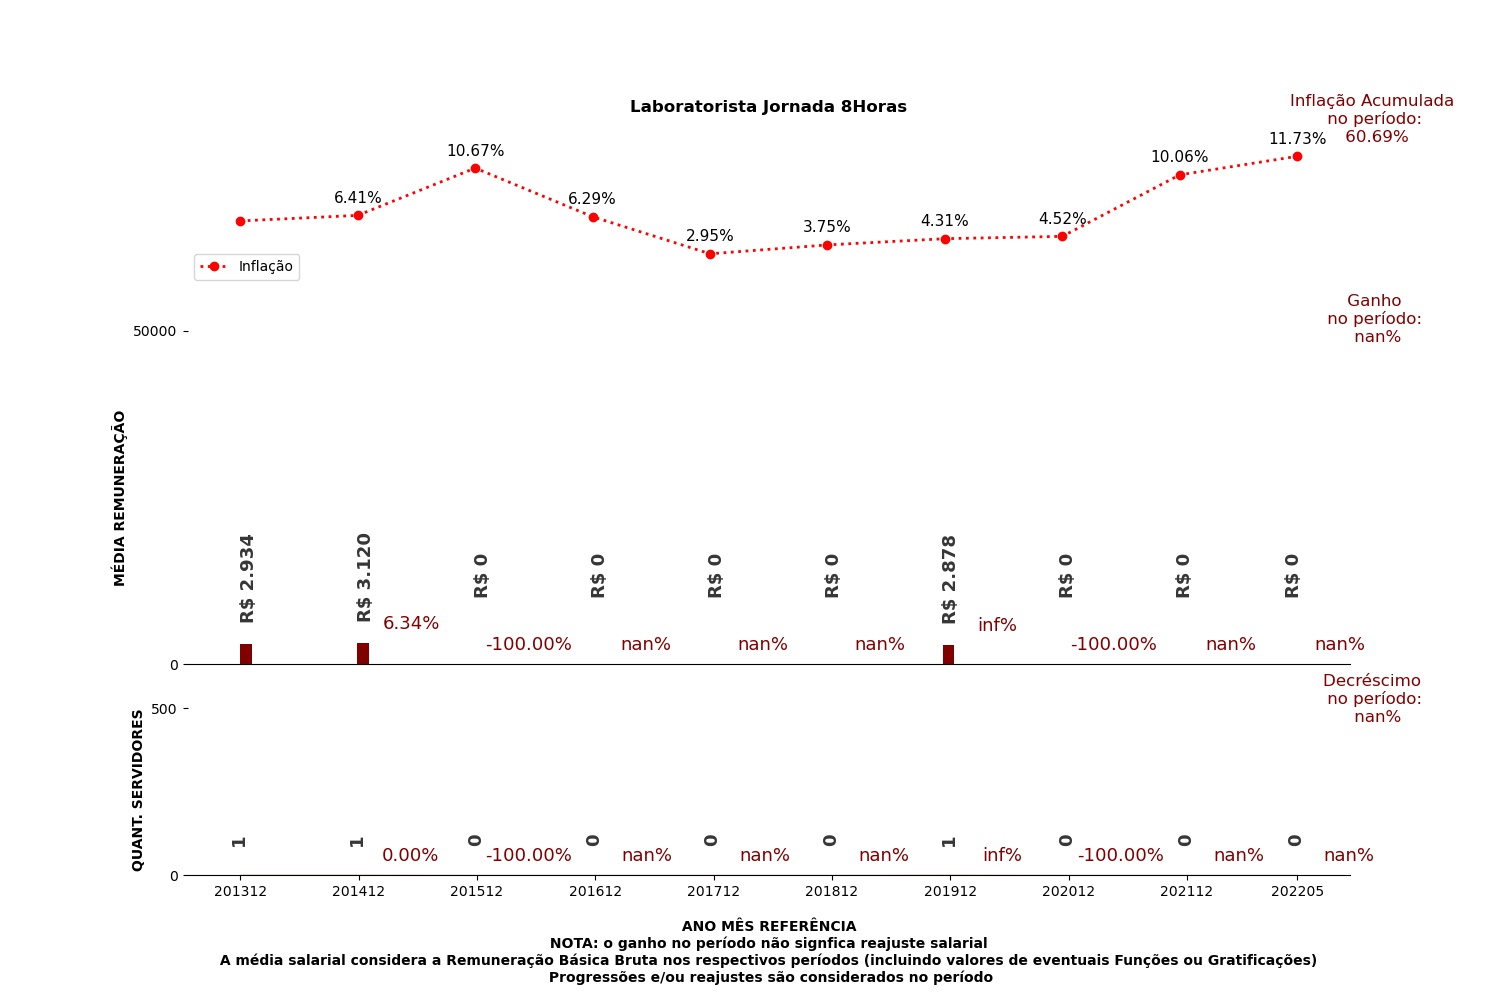 Laboratorista Jornada 8Horas
Inflação Acumulada
no período:
60.69%
6.41%
10.67%
6.29%
2.95%
3.75%
4.31%
4.52%
10.06%
11.73%
Inflação
Ganho
no período:
nan%
50000
0
MÉDIA REMUNERAÇÃO
R$ 2.934
R$ 3.120
R$ 0
R$ 0
R$ 0
R$ 0
R$ 2.878
R$ 0
R$ 0
R$ 0
6.34%
-100.00%
nan%
nan%
nan%
inf%
-100.00%
nan%
nan%
Decréscimo
no período:
nan%
500
0
QUANT. SERVIDORES
1
1
0
0
0
0
1
0
0
0
0.00%
-100.00%
nan%
nan%
nan%
inf%
-100.00%
nan%
nan%
201312
201412
201512
201612
201712
201812
201912
202012
202112
202205
ANO MÊS REFERÊNCIA
NOTA: o ganho no período não signfica reajuste salarial
A média salarial considera a Remuneração Básica Bruta nos respectivos períodos (incluindo valores de eventuais Funções ou Gratificações)
Progressões e/ou reajustes são considerados no período